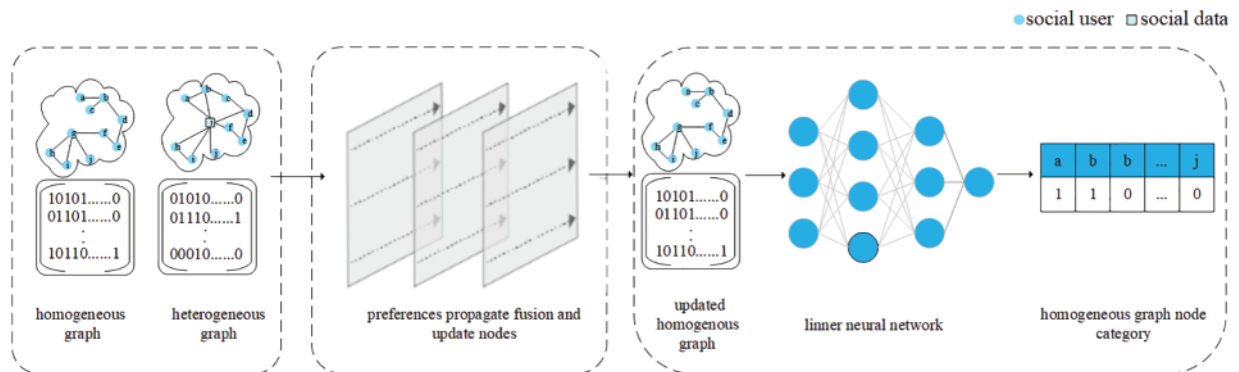 social user social data
a b c d g f e h i j
a b c d j f e h i j
10101......0
01101......0
.
.
10110......1
01010......0
01110......1
.
.
00010......0
homogeneous
graph
heterogeneous
graph
preferences propagate fusion and
update nodes
a b c d g f e h i j
10101......0
01101......0
.
.
10110......1
updated
homogenous
graph
linner neural network
a b b ... j
1 1 0 ... 0
homogeneous graph node
category